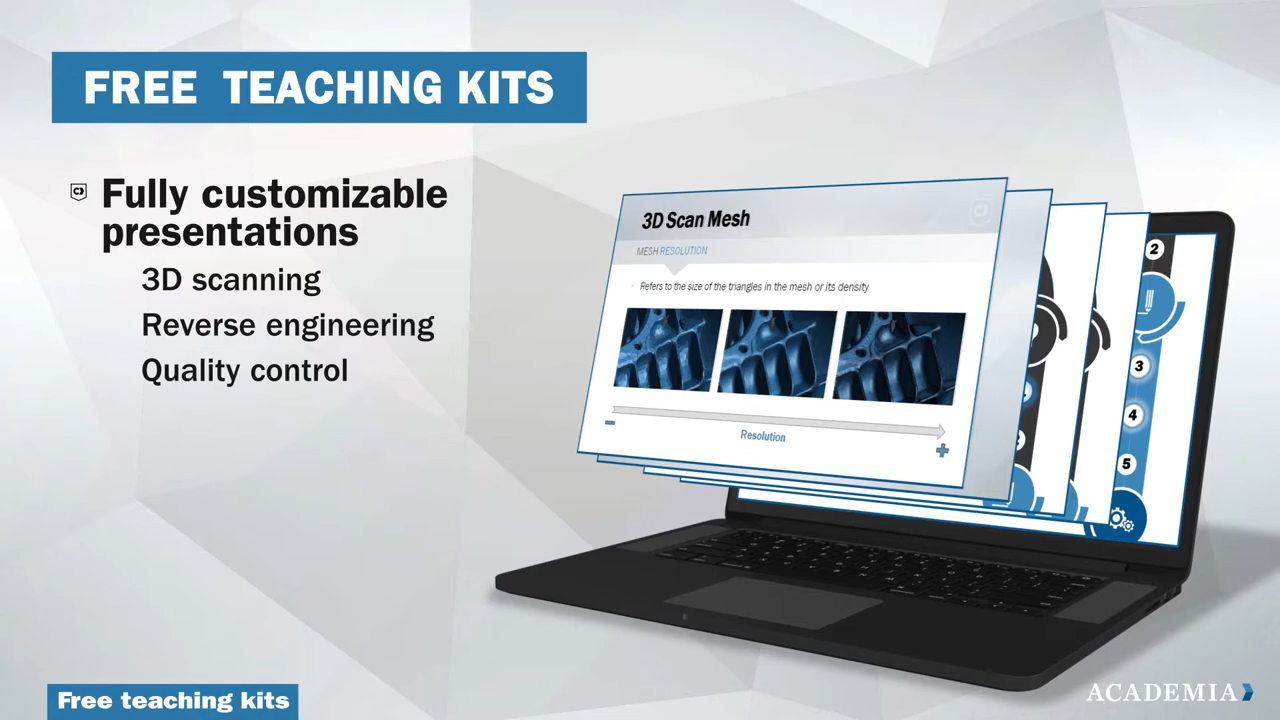 FREE TEACHING KITS
Fully customizable
presentations
3D scanning
Reverse engineering
Quality control
3D Scan Mesh
MESH RESOLUTION
Refers to the size of the triangles in the mesh or its density
Resolution
2
3
4
5
Free teaching kits
ACADEMIA